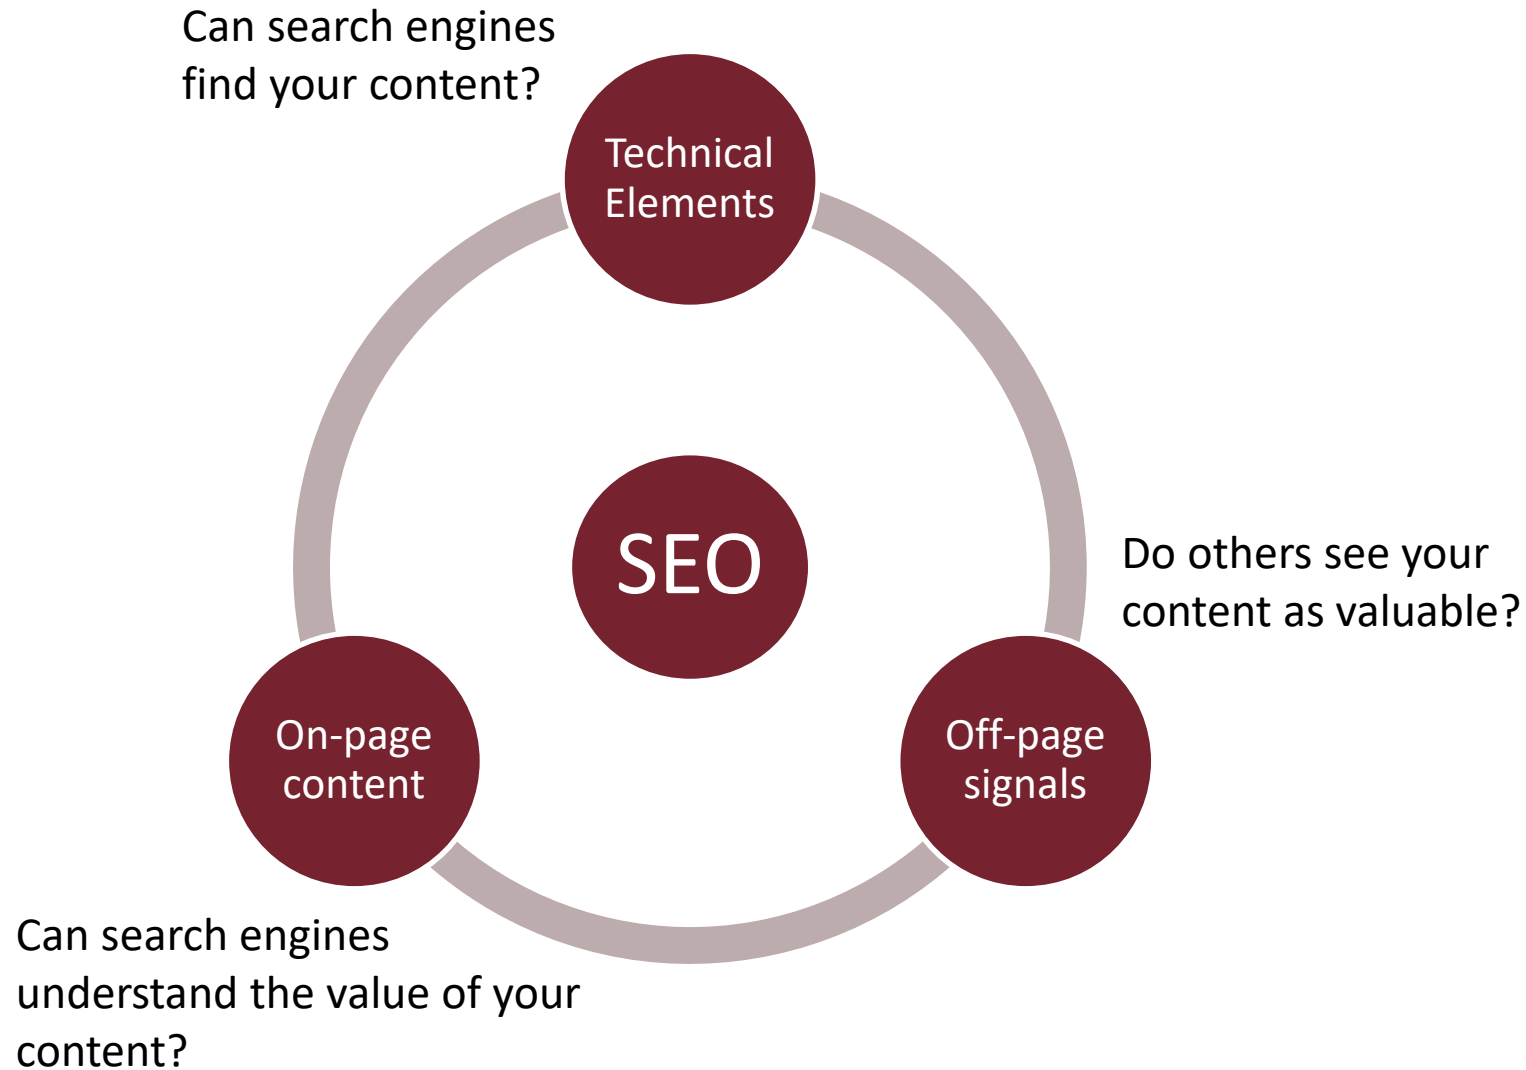 Can search engines
find your content?
Technical
Elements
SEO
Do others see your
content as valuable?
On-page
content
Off-page
signals
Can search engines
understand the value of your
content?